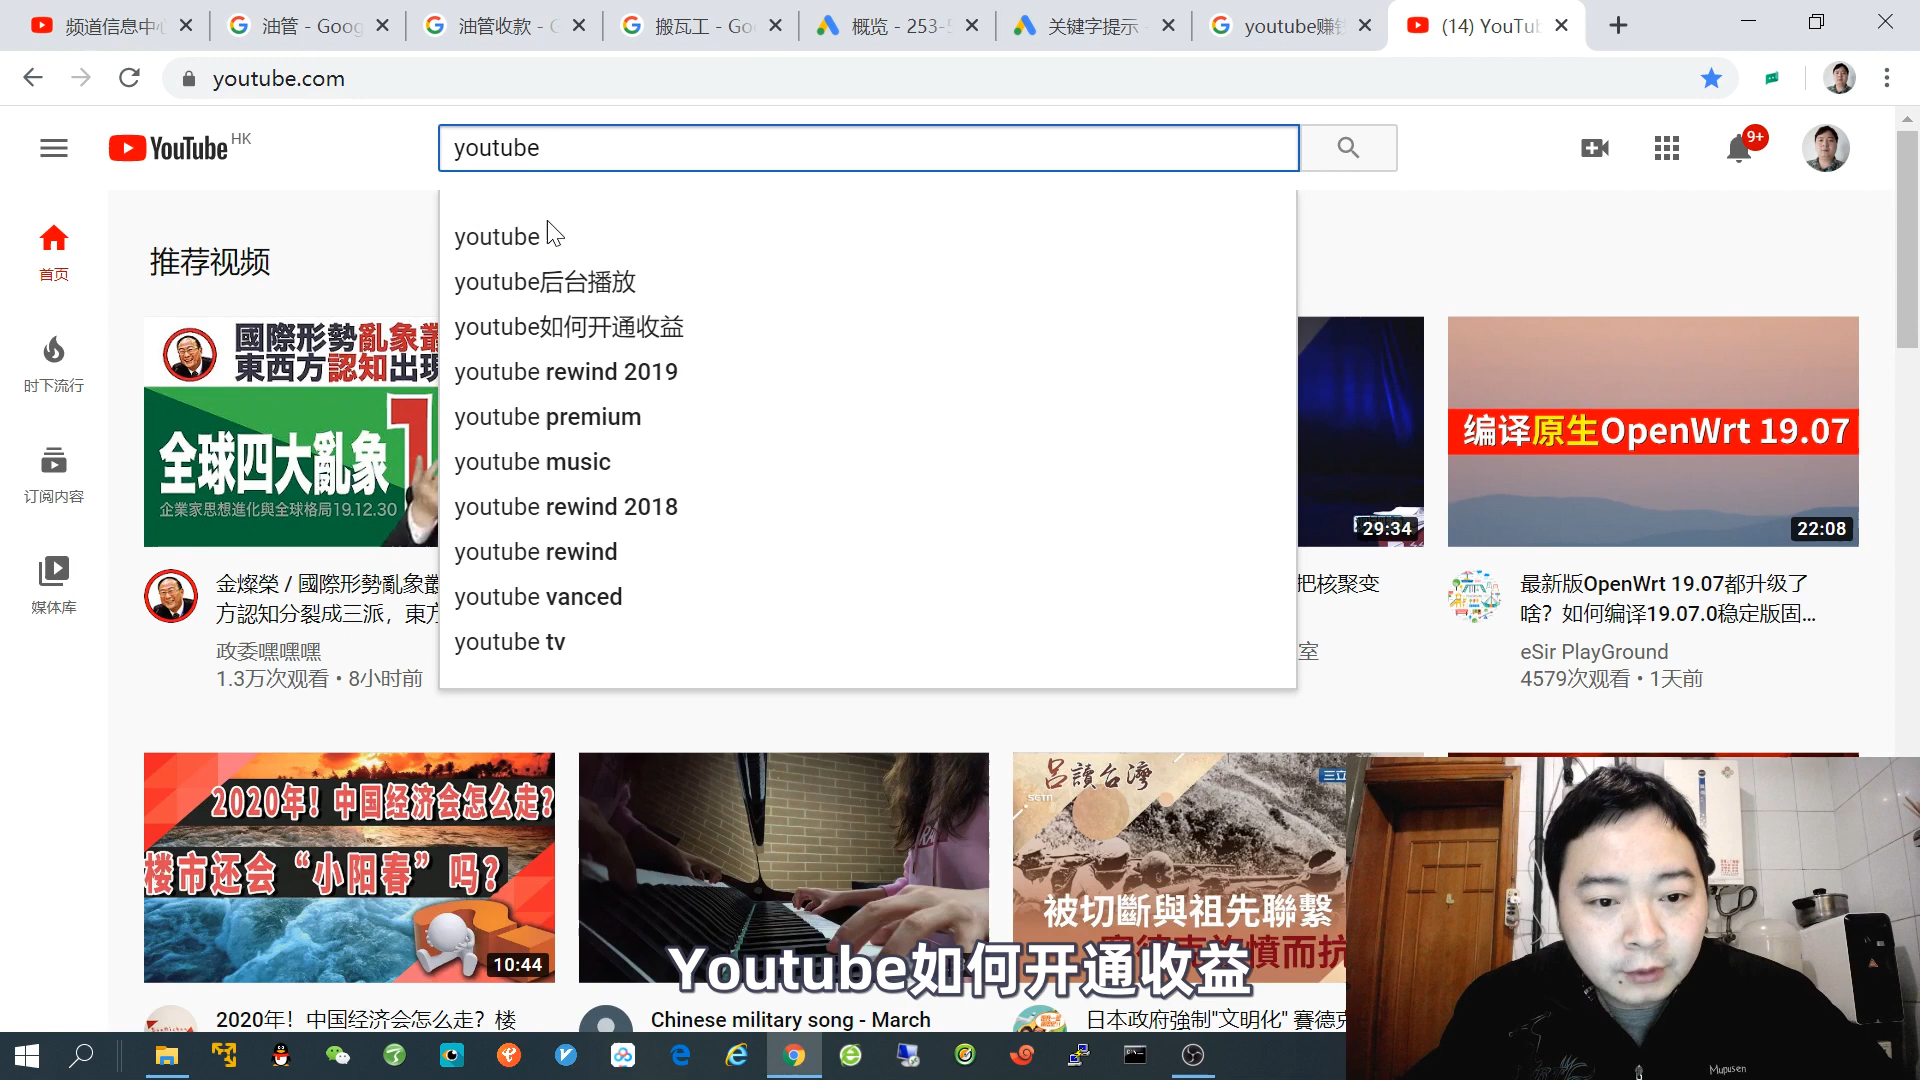 频道信息中
油管 - Goog
油管收款 - G
搬瓦工 - Go
概览 - 253-5
关键字提示 -
youtube赚钱
(14) YouTub
youtube.com
YouTube HK
youtube
9+
首页
时下流行
订阅内容
媒体库
推荐视频
youtube
youtube后台播放
youtube如何开通收益
youtube rewind 2019
youtube premium
youtube music
youtube rewind 2018
youtube rewind
youtube vanced
youtube tv
國際形勢亂象叢
東西方認知出現
全球四大亂象
1
企業家思想進化與全球格局19.12.30
29:34
编译原生OpenWrt 19.07
22:08
金燦榮 / 國際形勢亂象叢
方認知分裂成三派，東方
政委嘿嘿嘿
1.3万次观看 • 8小时前
把核聚变
室
最新版OpenWrt 19.07都升级了
啥？如何编译19.07.0稳定版固...
eSir PlayGround
4579次观看 • 1天前
2020年！中国经济会怎么走?
楼市还会“小阳春”吗?
10:44
呂讀台灣
SETN
三立
被切斷與祖先聯繫
憤而抗
Youtube如何开通收益
2020年！中国经济会怎么走？楼
Chinese military song - March
日本政府強制"文明化" 賽德克
Mupusen